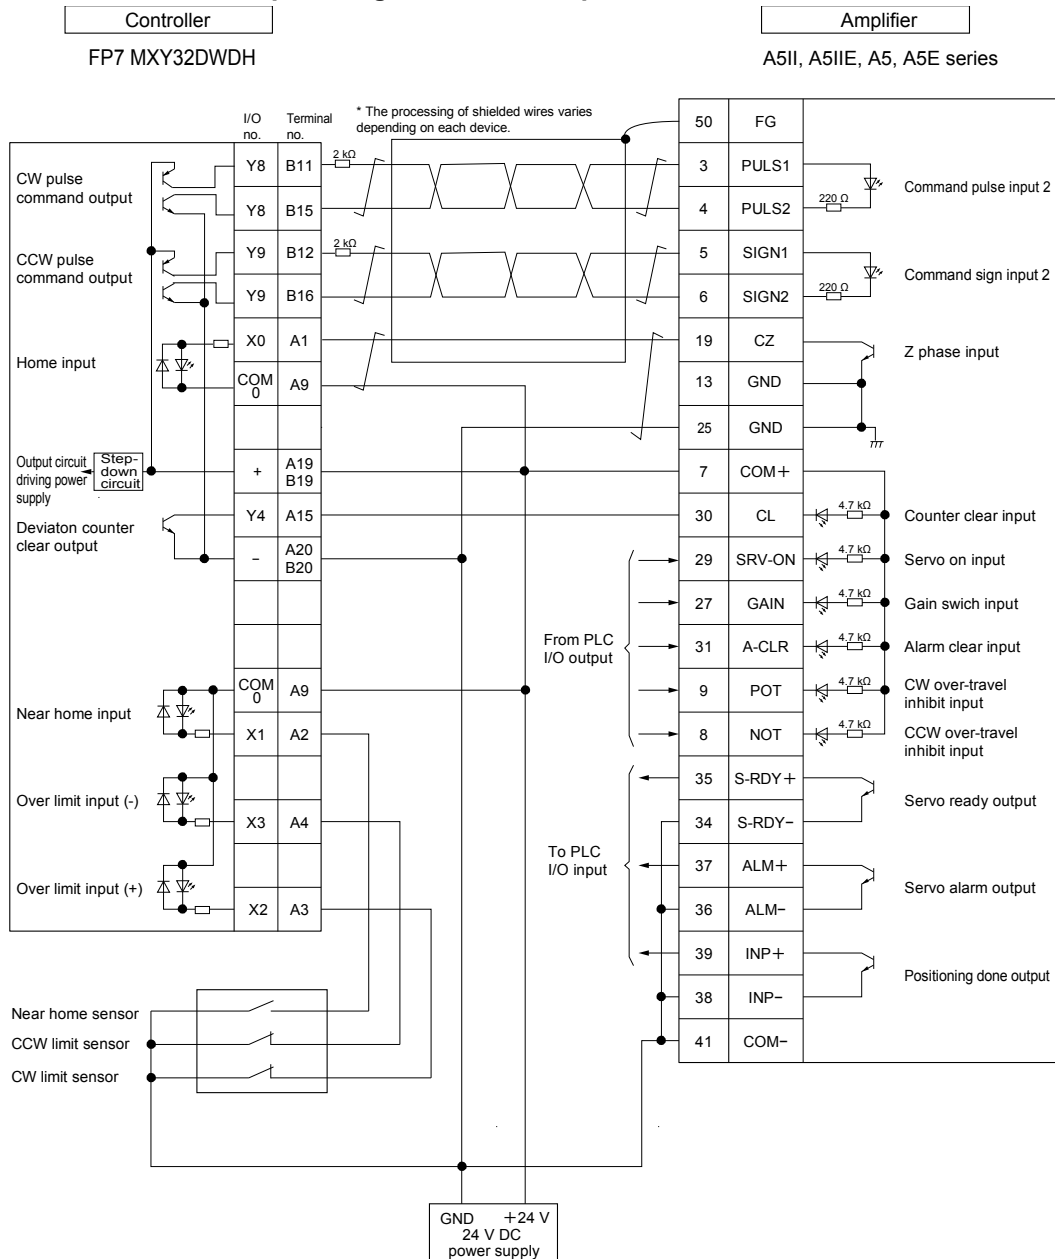 Controller
Amplifier
FP7 MXY32DWDH
A5II, A5IIE, A5, A5E series
I/O no.
Terminal no.
* The processing of shielded wires varies
depending on each device.
50 FG
CW pulse
command output
Y8 B11 2 kΩ
3 PULS1
Command pulse input 2
Y8 B15
4 PULS2 220 Ω
CCW pulse
command output
Y9 B12 2 kΩ
5 SIGN1
Command sign input 2
Y9 B16
6 SIGN2 220 Ω
Home input
X0 A1
19 CZ
Z phase input
COM 0 A9
13 GND
25 GND
Output circuit
driving power
supply
Step-
down
circuit
+ A19 B19
7 COM+
Deviaton counter
clear output
Y4 A15
30 CL 4.7 kΩ Counter clear input
− A20 B20
29 SRV-ON 4.7 kΩ Servo on input
27 GAIN 4.7 kΩ Gain swich input
From PLC
I/O output
31 A-CLR 4.7 kΩ Alarm clear input
Near home input
COM 0 A9
9 POT 4.7 kΩ CW over-travel
inhibit input
X1 A2
8 NOT 4.7 kΩ CCW over-travel
inhibit input
Over limit input (-)
35 S-RDY+
Servo ready output
X3 A4
34 S-RDY−
To PLC
I/O input
37 ALM+
Servo alarm output
Over limit input (+)
X2 A3
36 ALM−
39 INP+
Positioning done output
38 INP−
41 COM−
Near home sensor
CCW limit sensor
CW limit sensor
GND +24 V
24 V DC
power supply